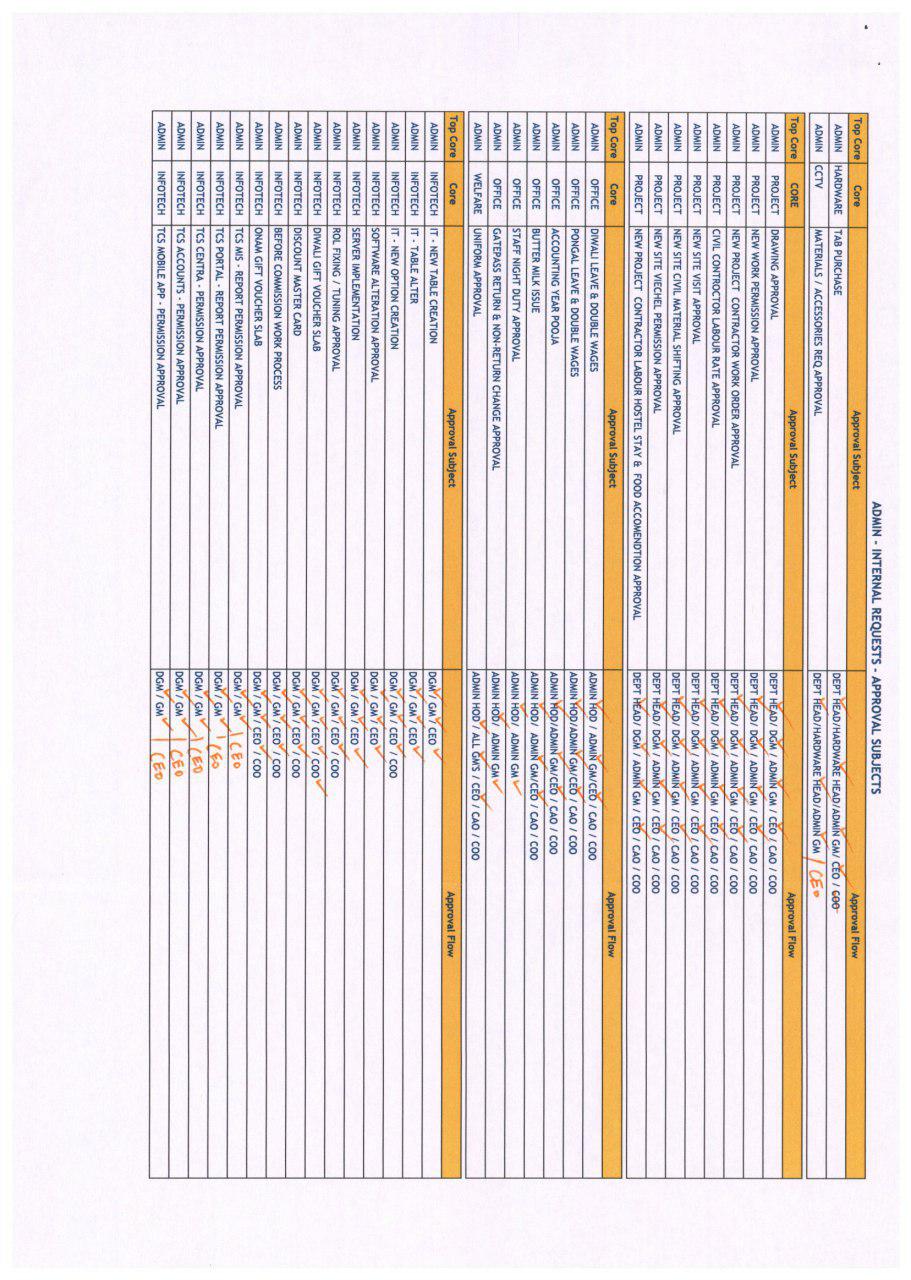 ADMIN - INTERNAL REQUESTS - APPROVAL SUBJECTS
Top Core Core Approval Subject Approval Flow
ADMIN HARDWARE TAB PURCHASE DEPT HEAD/HARDWARE HEAD/ADMIN GM/ CEO / COO
ADMIN CCTV MATERIALS / ACCESSORIES REQ APPROVAL DEPT HEAD/HARDWARE HEAD/ADMIN GM / CEO
Top Core CORE Approval Subject Approval Flow
ADMIN PROJECT DRAWING APPROVAL DEPT HEAD/ DGM / ADMIN GM / CEO / CAO / COO
ADMIN PROJECT NEW WORK PERMISSION APPROVAL DEPT HEAD/ DGM / ADMIN GM / CEO / CAO / COO
ADMIN PROJECT NEW PROJECT CONTRACTOR WORK ORDER APPROVAL DEPT HEAD/ DGM / ADMIN GM / CEO / CAO / COO
ADMIN PROJECT CIVIL CONTROCTOR LABOUR RATE APPROVAL DEPT HEAD/ DGM / ADMIN GM / CEO / CAO / COO
ADMIN PROJECT NEW SITE VISIT APPROVAL DEPT HEAD/ DGM / ADMIN GM / CEO / CAO / COO
ADMIN PROJECT NEW SITE CIVIL MATERIAL SHIFTING APPROVAL DEPT HEAD/ DGM / ADMIN GM / CEO / CAO / COO
ADMIN PROJECT NEW SITE VIECHEL PERMISSION APPROVAL DEPT HEAD/ DGM / ADMIN GM / CEO / CAO / COO
ADMIN PROJECT NEW PROJECT CONTRACTOR LABOUR HOSTEL STAY & FOOD ACCOMENDTION APPROVAL DEPT HEAD/ DGM / ADMIN GM / CEO / CAO / COO
Top Core Core Approval Subject Approval Flow
ADMIN OFFICE DIWALI LEAVE & DOUBLE WAGES ADMIN HOD / ADMIN GM/CEO / CAO / COO
ADMIN OFFICE PONGAL LEAVE & DOUBLE WAGES ADMIN HOD/ADMIN GM/CEO / CAO / COO
ADMIN OFFICE ACCOUNTING YEAR POOJA ADMIN HOD/ADMIN GM/CEO / CAO / COO
ADMIN OFFICE BUTTER MILK ISSUE ADMIN HOD/ ADMIN GM/CEO / CAO / COO
ADMIN OFFICE STAFF NIGHT DUTY APPROVAL ADMIN HOD/ ADMIN GM
ADMIN OFFICE GATEPASS RETURN & NON-RETURN CHANGE APPROVAL ADMIN HOD/ ADMIN GM
ADMIN WELFARE UNIFORM APPROVAL ADMIN HOD / ALL GM'S / CEO / CAO / COO
Top Core Core Approval Subject Approval Flow
ADMIN INFOTECH IT - NEW TABLE CREATION DGM / GM / CEO
ADMIN INFOTECH IT - TABLE ALTER DGM / GM / CEO
ADMIN INFOTECH IT - NEW OPTION CREATION DGM / GM / CEO / COO
ADMIN INFOTECH SOFTWARE ALTERATION APPROVAL DGM / GM / CEO
ADMIN INFOTECH SERVER IMPLEMENTATION DGM / GM / CEO
ADMIN INFOTECH ROL FIXING / TUNING APPROVAL DGM / GM / CEO / COO
ADMIN INFOTECH DIWALI GIFT VOUCHER SLAB DGM / GM / CEO / COO
ADMIN INFOTECH DISCOUNT MASTER CARD DGM / GM / CEO / COO
ADMIN INFOTECH BEFORE COMMISSION WORK PROCESS DGM / GM / CEO / COO
ADMIN INFOTECH ONAM GIFT VOUCHER SLAB DGM / GM / CEO / COO
ADMIN INFOTECH TCS MIS - REPORT PERMISSION APPROVAL DGM / GM / CEO
ADMIN INFOTECH TCS PORTAL - REPORT PERMISSION APPROVAL DGM / GM / CEO
ADMIN INFOTECH TCS CENTRA - PERMISSION APPROVAL DGM / GM / CEO
ADMIN INFOTECH TCS ACCOUNTS - PERMISSION APPROVAL DGM / GM / CEO
ADMIN INFOTECH TCS MOBILE APP - PERMISSION APPROVAL DGM / GM / CEO